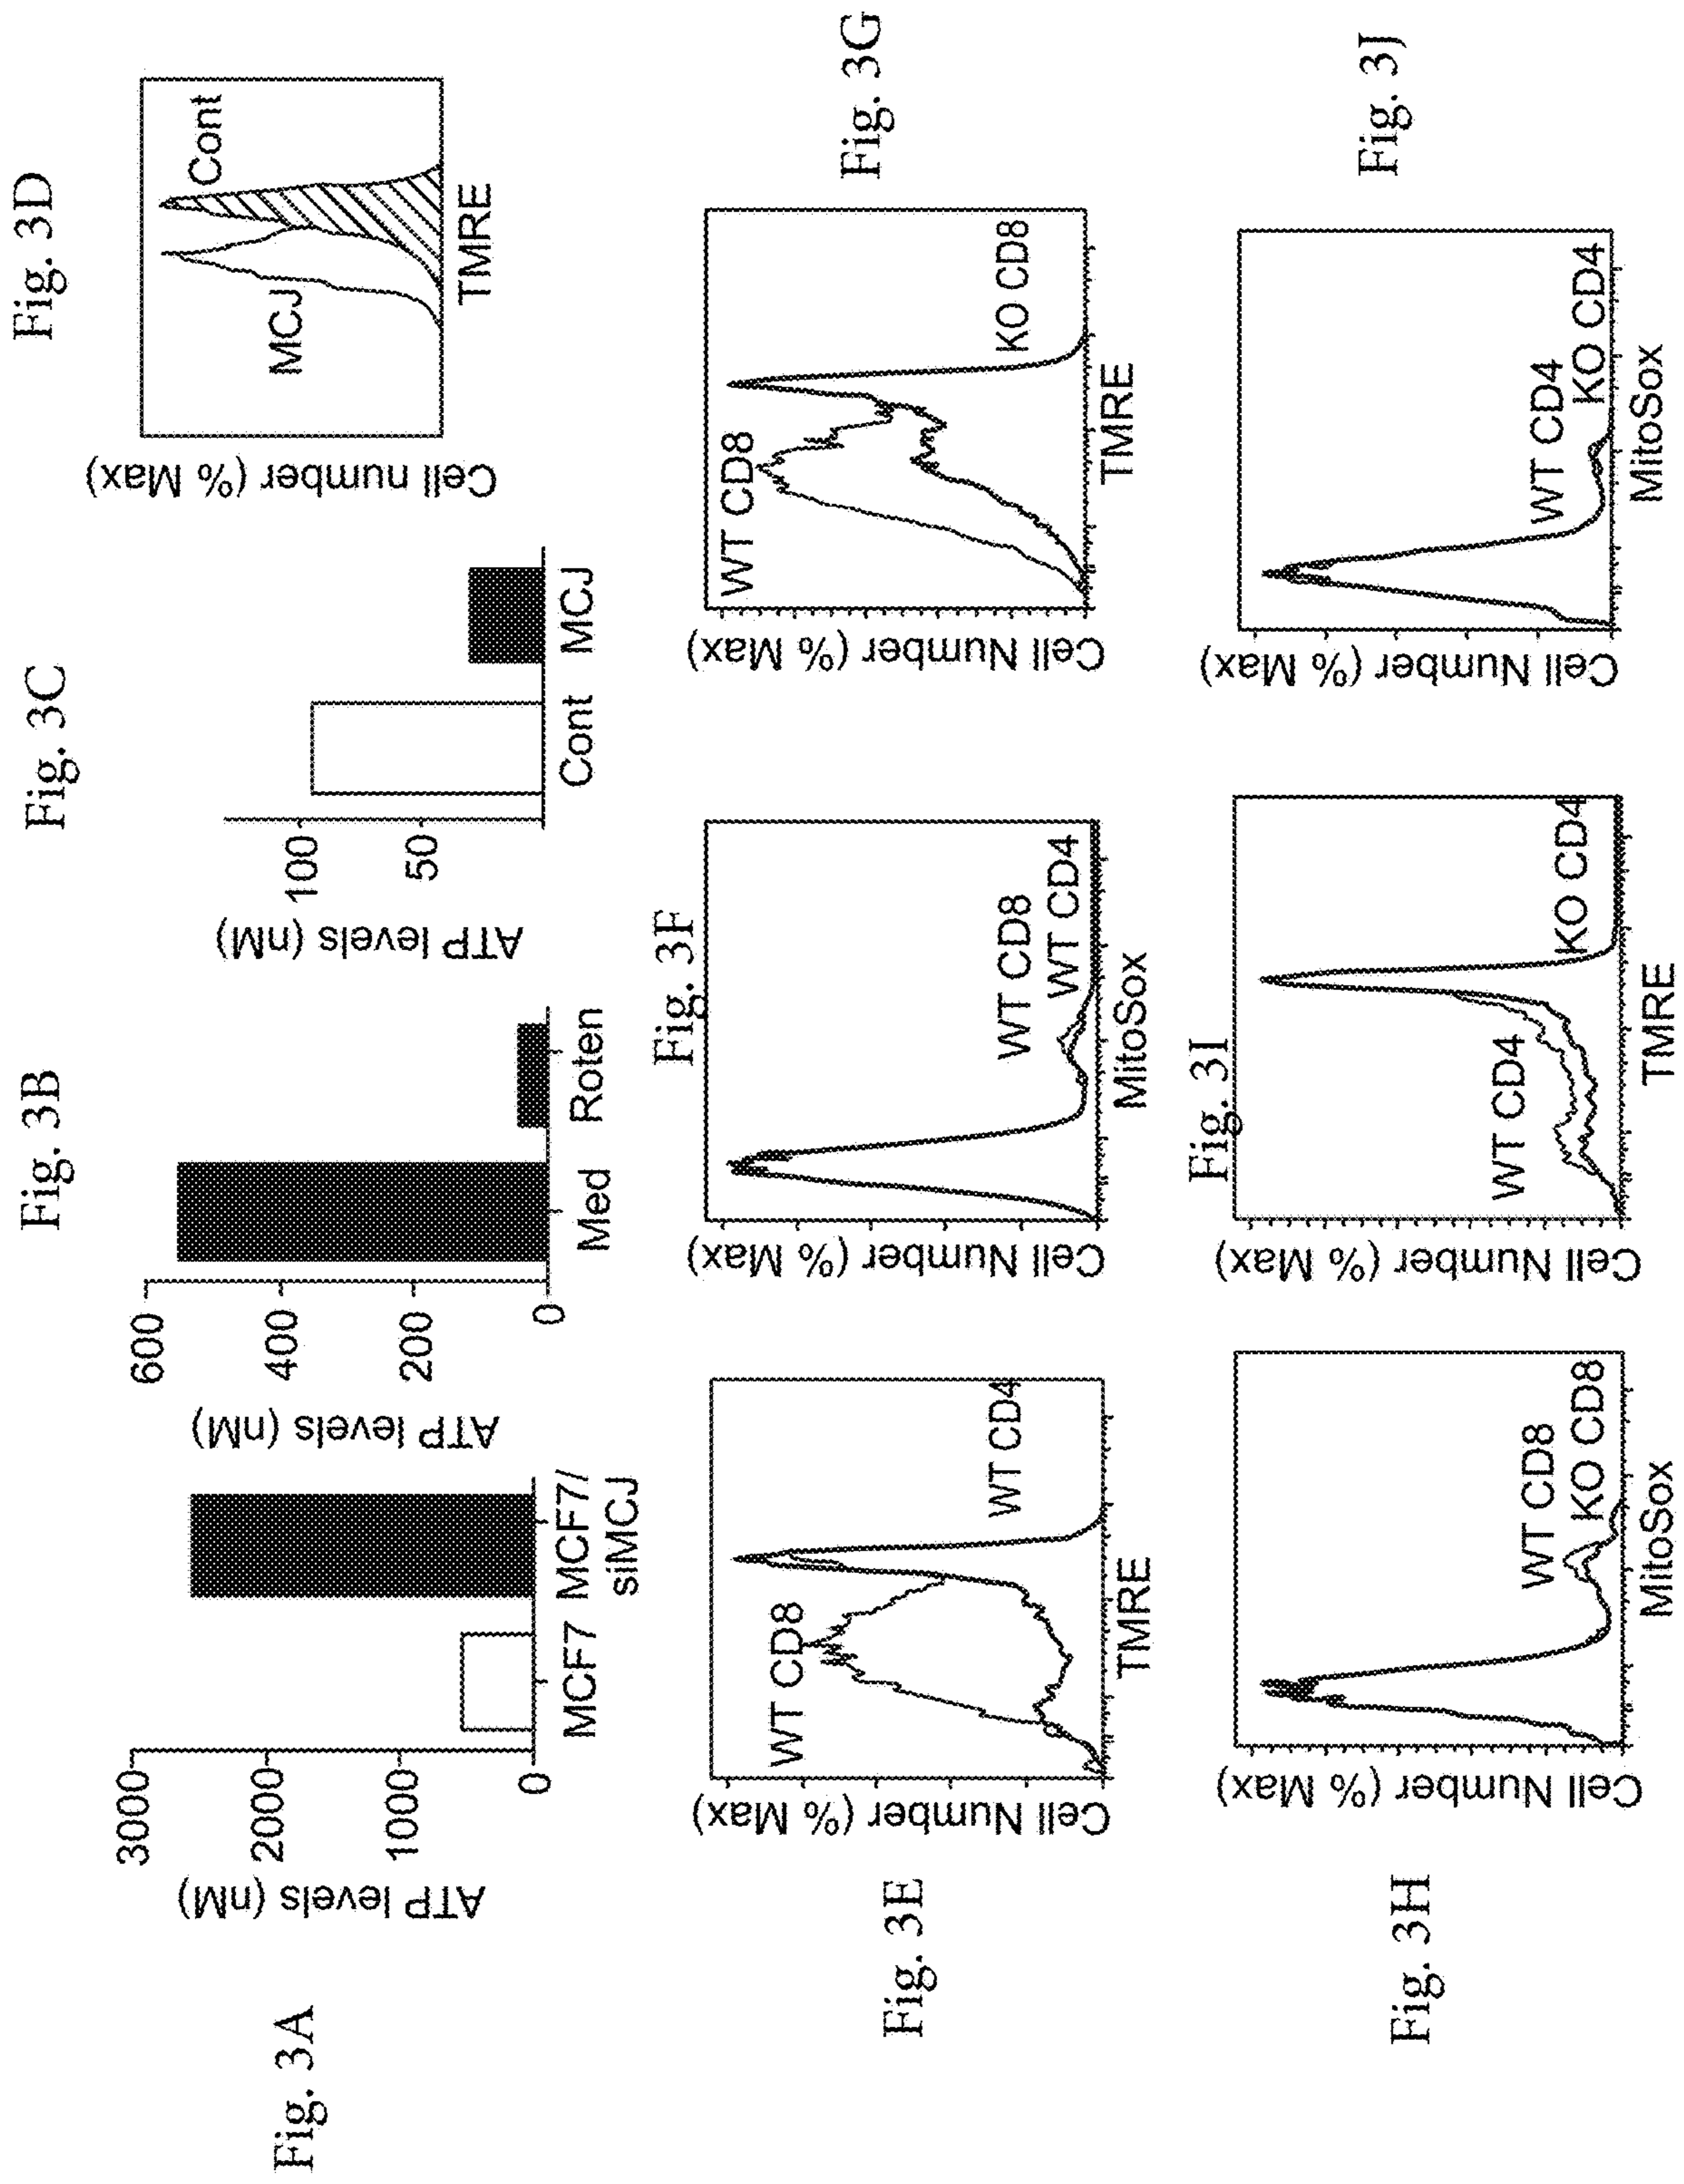 Fig. 3A
ATP levels (nM)
3000
2000
1000
0
MCF7
MCF7/
siMCJ
Fig. 3B
ATP levels (nM)
600
400
200
0
Med
Roten
Fig. 3C
ATP levels (nM)
100
50
Cont
MCJ
Fig. 3D
Cell number (% Max)
MCJ
Cont
TMRE
Fig. 3E
Cell Number (% Max)
WT CD8
WT CD4
TMRE
Fig. 3F
Cell Number (% Max)
WT CD8
WT CD4
MitoSox
Fig. 3G
Cell Number (% Max)
WT CD8
KO CD8
TMRE
Fig. 3H
Cell Number (% Max)
WT CD8
KO CD8
MitoSox
Fig. 3I
Cell Number (% Max)
WT CD4
KO CD4
TMRE
Fig. 3J
Cell Number (% Max)
WT CD4
KO CD4
MitoSox